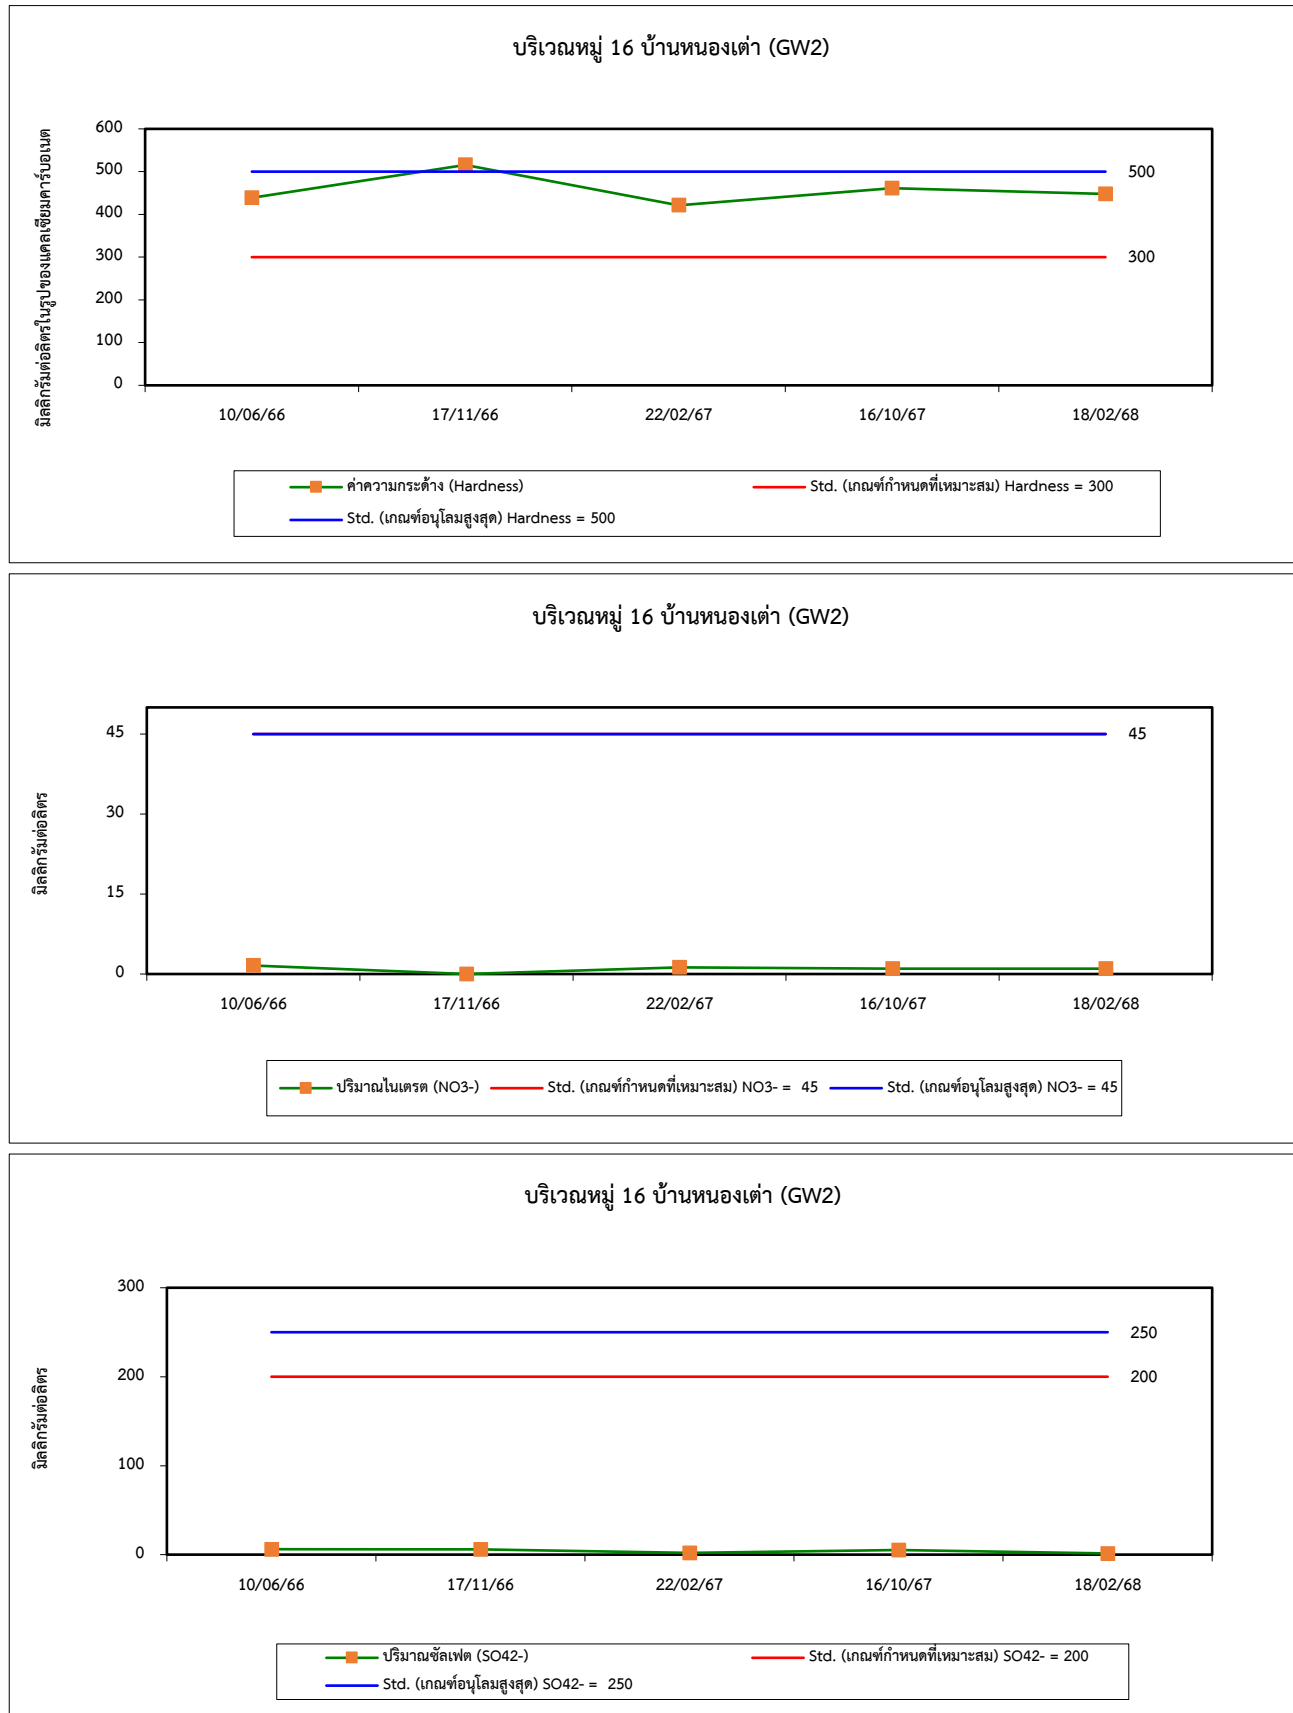 บริเวณหมู่ 16 บ้านหนองเต่า (GW2)
มิลลิกรัมต่อลิตรในรูปของแคลเซียมคาร์บอเนต
600
500
400
300
200
100
0
500
300
10/06/66 17/11/66 22/02/67 16/10/67 18/02/68
ค่าความกระด้าง (Hardness) Std. (เกณฑ์กำหนดที่เหมาะสม) Hardness = 300
Std. (เกณฑ์อนุโลมสูงสุด) Hardness = 500
บริเวณหมู่ 16 บ้านหนองเต่า (GW2)
มิลลิกรัมต่อลิตร
45
30
15
0
45
10/06/66 17/11/66 22/02/67 16/10/67 18/02/68
ปริมาณไนเตรต (NO3-) Std. (เกณฑ์กำหนดที่เหมาะสม) NO3- = 45 Std. (เกณฑ์อนุโลมสูงสุด) NO3- = 45
บริเวณหมู่ 16 บ้านหนองเต่า (GW2)
มิลลิกรัมต่อลิตร
300
200
100
0
250
200
10/06/66 17/11/66 22/02/67 16/10/67 18/02/68
ปริมาณซัลเฟต (SO42-) Std. (เกณฑ์กำหนดที่เหมาะสม) SO42- = 200
Std. (เกณฑ์อนุโลมสูงสุด) SO42- = 250